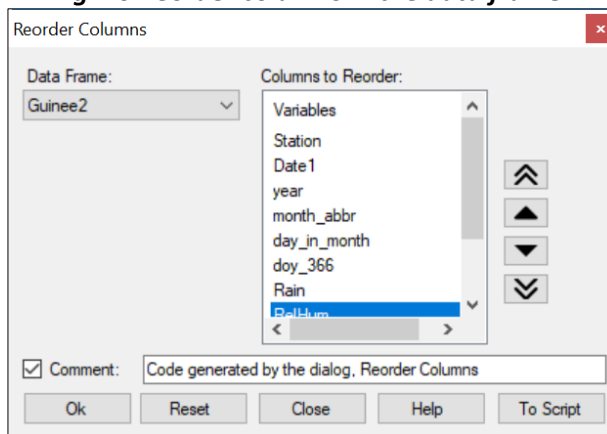 Reorder Columns
Data Frame:
Guinee2
Columns to Reorder:
Variables
Station
Date1
year
month_abbr
day_in_month
doy_366
Rain
RelHum
Comment:
Code generated by the dialog, Reorder Columns
Ok
Reset
Close
Help
To Script